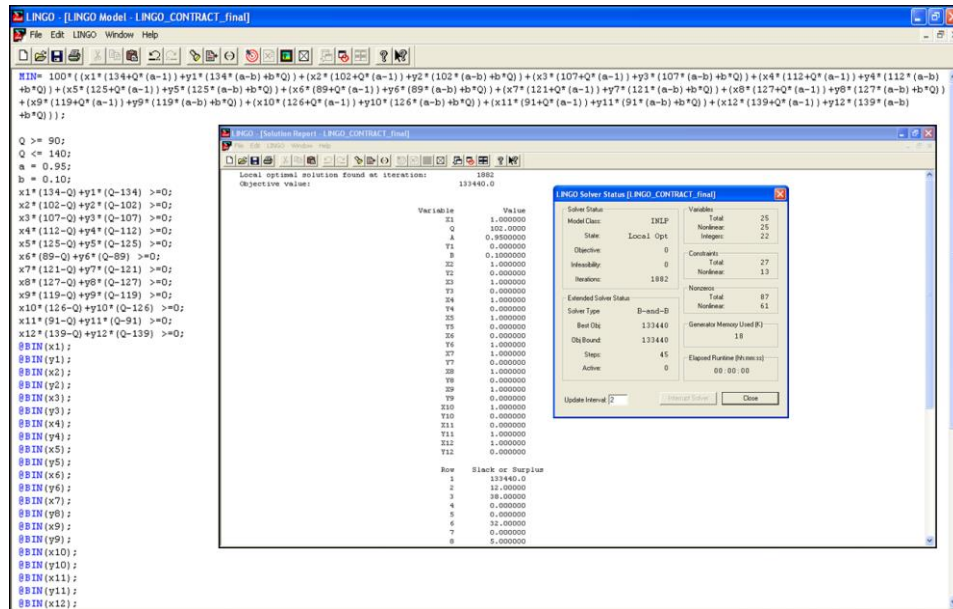 LINGO - [LINGO Model - LINGO_CONTRACT_final]
File Edit LINGO Window Help
MIN= 100*((x1*(134+Q*(a-1))+y1*(134*(a-b)+b*Q))+(x2*(102+Q*(a-1))+y2*(102*(a-b)+b*Q))+(x3*(107+Q*(a-1))+y3*(107*(a-b)+b*Q))+(x4*(112+Q*(a-1))+y4*(112*(a-b)
+b*Q))+(x5*(125+Q*(a-1))+y5*(125*(a-b)+b*Q))+(x6*(89+Q*(a-1))+y6*(89*(a-b)+b*Q))+(x7*(121+Q*(a-1))+y7*(121*(a-b)+b*Q))+(x8*(127+Q*(a-1))+y8*(127*(a-b)+b*Q))
+(x9*(119+Q*(a-1))+y9*(119*(a-b)+b*Q))+(x10*(126+Q*(a-1))+y10*(126*(a-b)+b*Q))+(x11*(91+Q*(a-1))+y11*(91*(a-b)+b*Q))+(x12*(139+Q*(a-1))+y12*(139*(a-b)
+b*Q)));
Q >= 90;
Q <= 140;
a = 0.95;
b = 0.10;
x1*(134-Q)+y1*(Q-134) >=0;
x2*(102-Q)+y2*(Q-102) >=0;
x3*(107-Q)+y3*(Q-107) >=0;
x4*(112-Q)+y4*(Q-112) >=0;
x5*(125-Q)+y5*(Q-125) >=0;
x6*(89-Q)+y6*(Q-89) >=0;
x7*(121-Q)+y7*(Q-121) >=0;
x8*(127-Q)+y8*(Q-127) >=0;
x9*(119-Q)+y9*(Q-119) >=0;
x10*(126-Q)+y10*(Q-126) >=0;
x11*(91-Q)+y11*(Q-91) >=0;
x12*(139-Q)+y12*(Q-139) >=0;
@BIN(x1);
@BIN(y1);
@BIN(x2);
@BIN(y2);
@BIN(x3);
@BIN(y3);
@BIN(x4);
@BIN(y4);
@BIN(x5);
@BIN(y5);
@BIN(x6);
@BIN(y6);
@BIN(x7);
@BIN(y8);
@BIN(x9);
@BIN(y9);
@BIN(x10);
@BIN(y10);
@BIN(x11);
@BIN(y11);
@BIN(x12);
LINGO - [Solution Report - LINGO_CONTRACT_final]
File Edit LINGO Window Help
Local optimal solution found at iteration: 1882
Objective value: 133440.0
Variable Value
X1 1.000000
Q 102.0000
A 0.9500000
Y1 0.000000
B 0.1000000
X2 1.000000
Y2 0.000000
X3 1.000000
Y3 0.000000
X4 1.000000
Y4 0.000000
X5 1.000000
Y5 0.000000
X6 0.000000
Y6 1.000000
X7 1.000000
Y7 0.000000
X8 1.000000
Y8 0.000000
X9 1.000000
Y9 0.000000
X10 1.000000
Y10 0.000000
X11 0.000000
Y11 1.000000
X12 1.000000
Y12 0.000000
Row Slack or Surplus
1 133440.0
2 12.00000
3 38.00000
4 0.000000
5 0.000000
6 32.00000
7 0.000000
8 5.000000
LINGO Solver Status [LINGO_CONTRACT_final]
Solver Status
Model Class: INLP
State: Local Opt
Objective: 0
Infeasibility: 0
Iterations: 1882
Extended Solver Status
Solver Type B-and-B
Best Obj: 133440
Obj Bound: 133440
Steps: 45
Active: 0
Update Interval: 2
Variables
Total: 25
Nonlinear: 25
Integers: 22
Constraints
Total: 27
Nonlinear: 13
Nonzeros
Total: 87
Nonlinear: 61
Generator Memory Used (K)
18
Elapsed Runtime (hh:mm:ss)
00:00:00
Interrupt Solver
Close